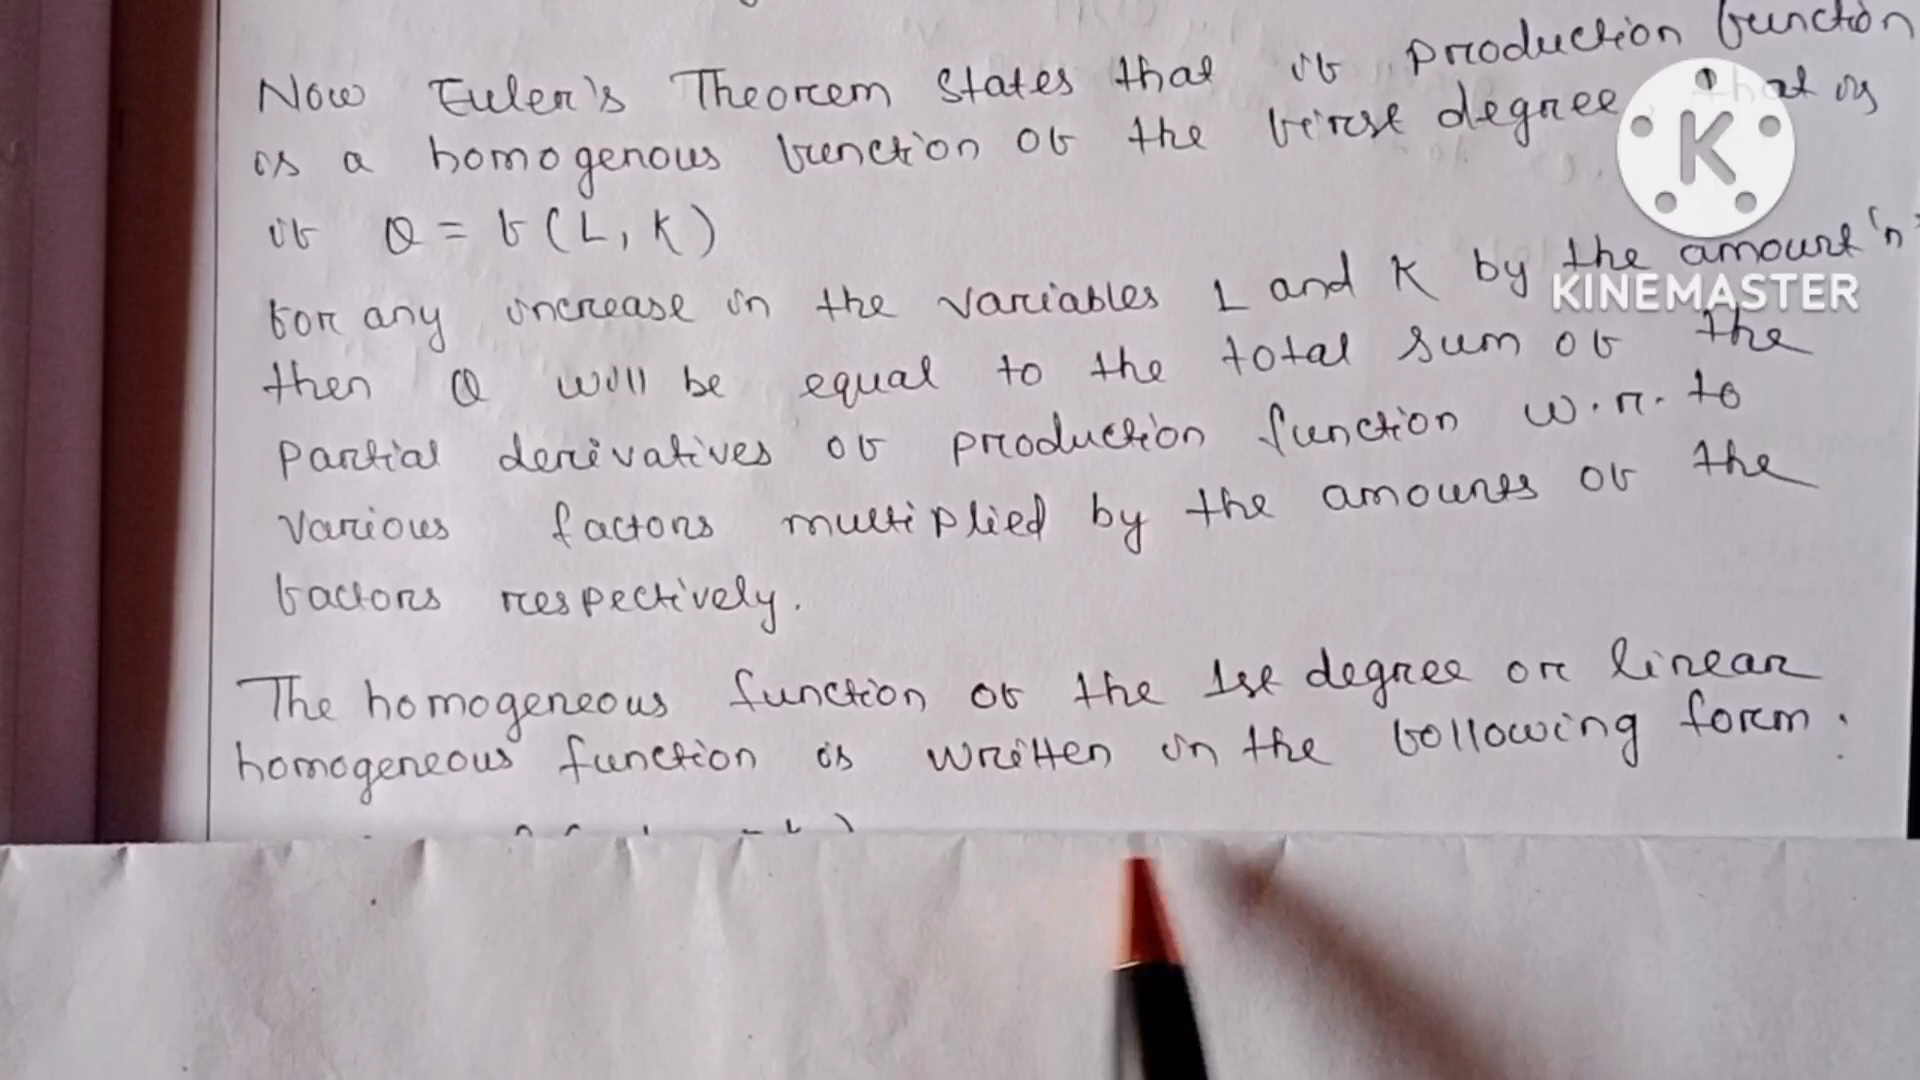 Now Euler's Theorem states that if production function
is a homogenous function of the first degree, that is
if Q = f (L, K)
for any increase in the variables L and K by the amount 'n'
then Q will be equal to the total sum of the
partial derivatives of production function w.r. to
various factors multiplied by the amounts of the
factors respectively.
The homogeneous function of the 1st degree or linear
homogeneous function is written in the following form:
K
KINEMASTER